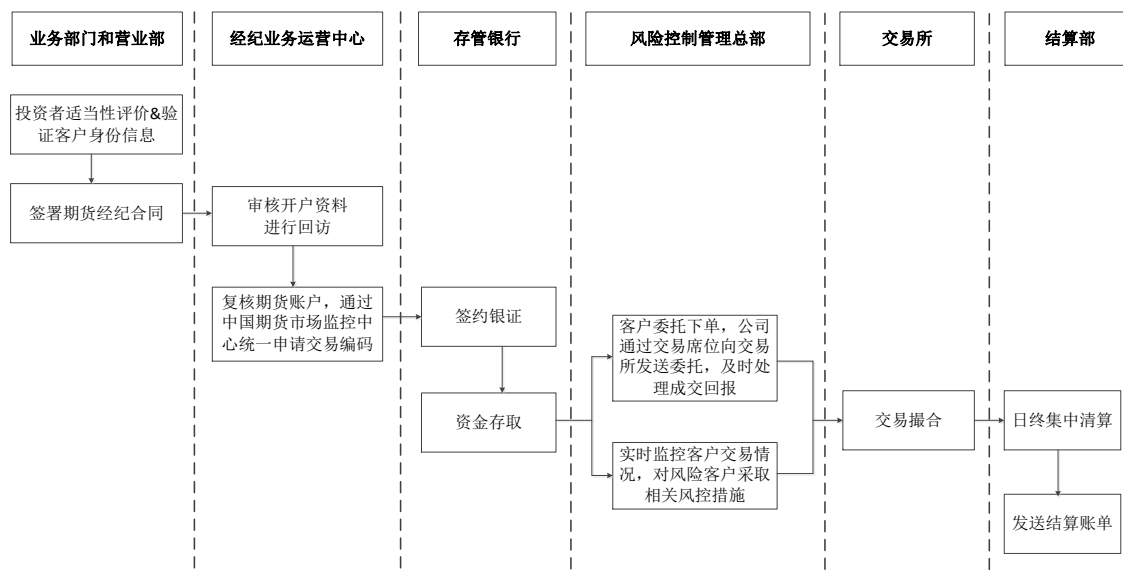 业务部门和营业部
经纪业务运营中心
存管银行
风险控制管理总部
交易所
结算部
投资者适当性评价&验
证客户身份信息
签署期货经纪合同
审核开户资料
进行回访
复核期货账户，通过
中国期货市场监控中
心统一申请交易编码
签约银证
资金存取
客户委托下单，公司
通过交易席位向交易
所发送委托，及时处
理成交回报
实时监控客户交易情
况，对风险客户采取
相关风控措施
交易撮合
日终集中清算
发送结算账单